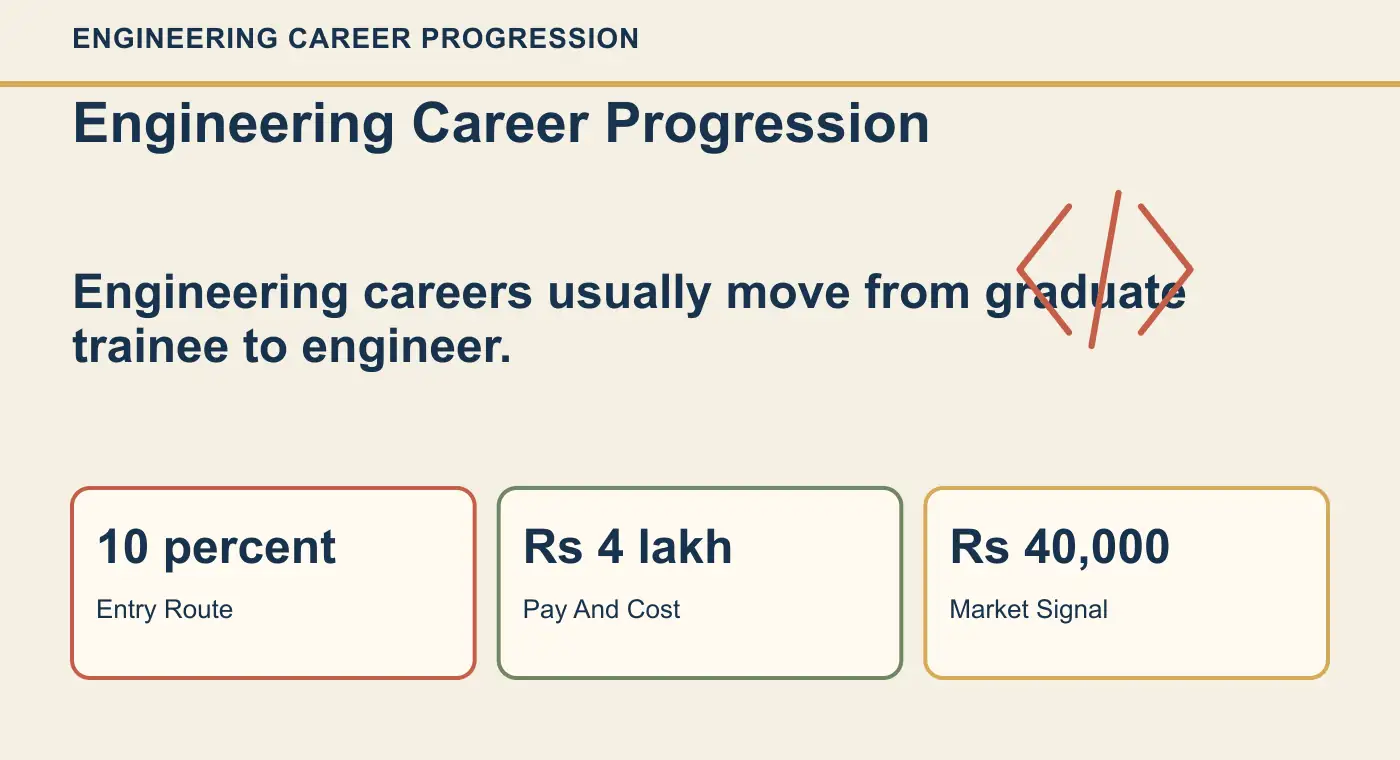 ENGINEERING CAREER PROGRESSION
Engineering Career Progression
Engineering careers usually move from graduate
trainee to engineer.
10 percent
Entry Route
Rs 4 lakh
Pay And Cost
Rs 40,000
Market Signal